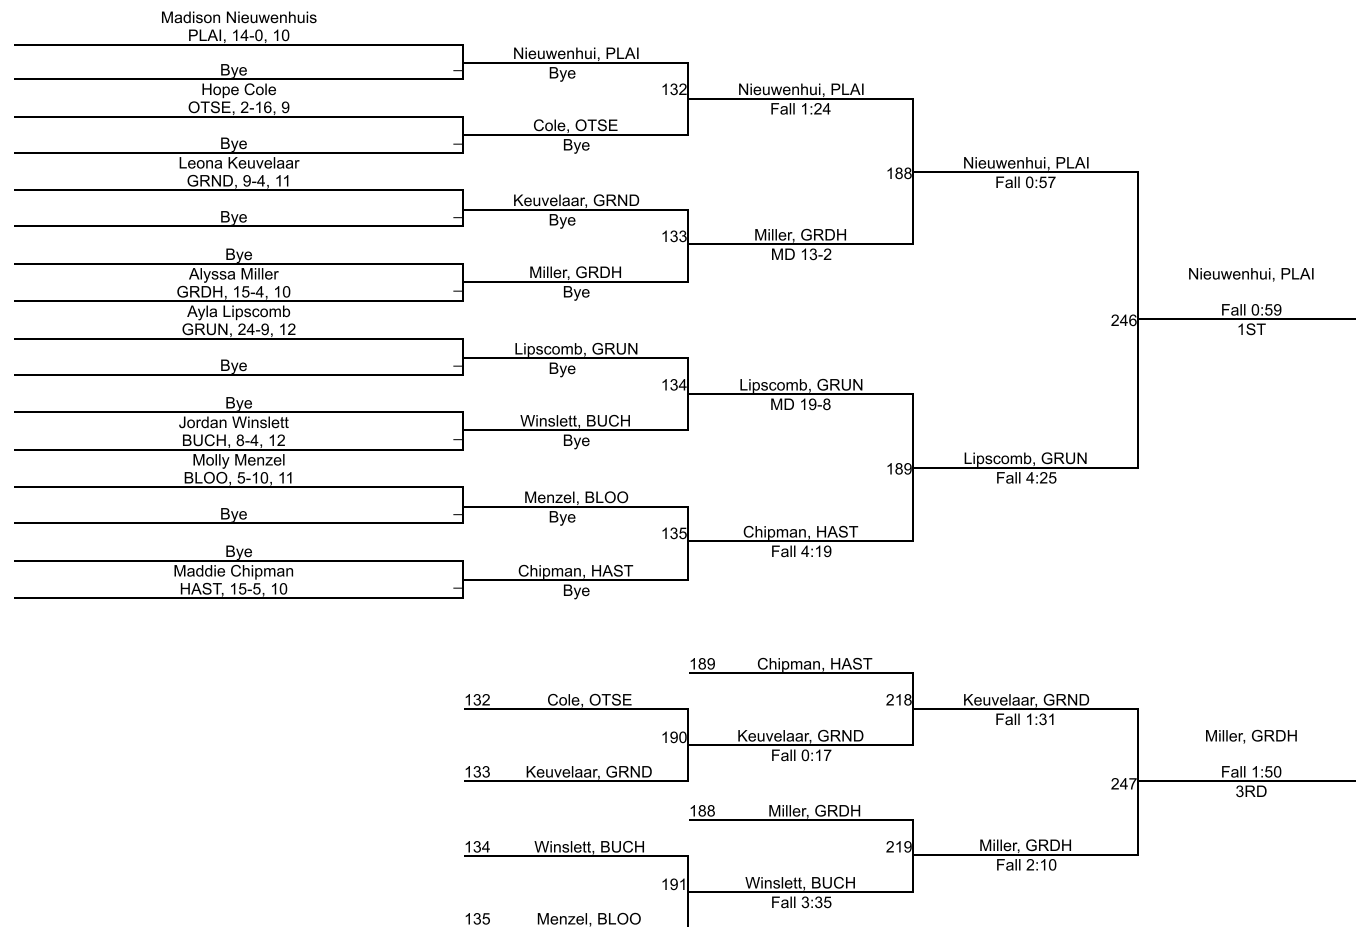 Madison Nieuwenhuis
PLAI, 14-0, 10
Bye
Hope Cole
OTSE, 2-16, 9
Bye
Leona Keuvelaar
GRND, 9-4, 11
Bye
Bye
Alyssa Miller
GRDH, 15-4, 10
Ayla Lipscomb
GRUN, 24-9, 12
Bye
Bye
Jordan Winslett
BUCH, 8-4, 12
Molly Menzel
BLOO, 5-10, 11
Bye
Bye
Maddie Chipman
HAST, 15-5, 10
Nieuwenhui, PLAI
Bye
132
Cole, OTSE
Bye
Keuvelaar, GRND
Bye
133
Miller, GRDH
Bye
Lipscomb, GRUN
Bye
134
Winslett, BUCH
Bye
Menzel, BLOO
Bye
135
Chipman, HAST
Bye
Nieuwenhui, PLAI
Fall 1:24
188
Miller, GRDH
MD 13-2
Lipscomb, GRUN
MD 19-8
189
Chipman, HAST
Fall 4:19
Nieuwenhui, PLAI
Fall 0:57
246
Lipscomb, GRUN
Fall 4:25
Nieuwenhui, PLAI
Fall 0:59
1ST
189 Chipman, HAST
132 Cole, OTSE
190
133 Keuvelaar, GRND
Keuvelaar, GRND
Fall 0:17
218
Keuvelaar, GRND
Fall 1:31
188 Miller, GRDH
134 Winslett, BUCH
191
135 Menzel, BLOO
Winslett, BUCH
Fall 3:35
219
Miller, GRDH
Fall 2:10
247
Miller, GRDH
Fall 1:50
3RD